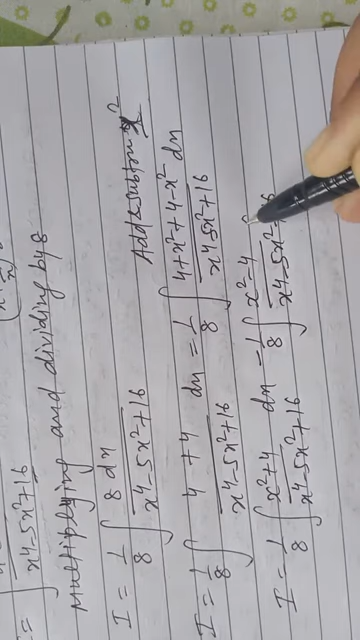 x⁴-5x²+16
Multiplying and dividing by 8
I = 1/8 ∫ 8 dx / x⁴-5x²+16
Add & subtract x²
I = 1/8 ∫ 4+4 / x⁴-5x²+16 dx = 1/8 ∫ 4+x²+4-x² / x⁴-5x²+16 dx
I = 1/8 ∫ x²+4 / x⁴-5x²+16 dx - 1/8 ∫ x²-4 / x⁴-5x²